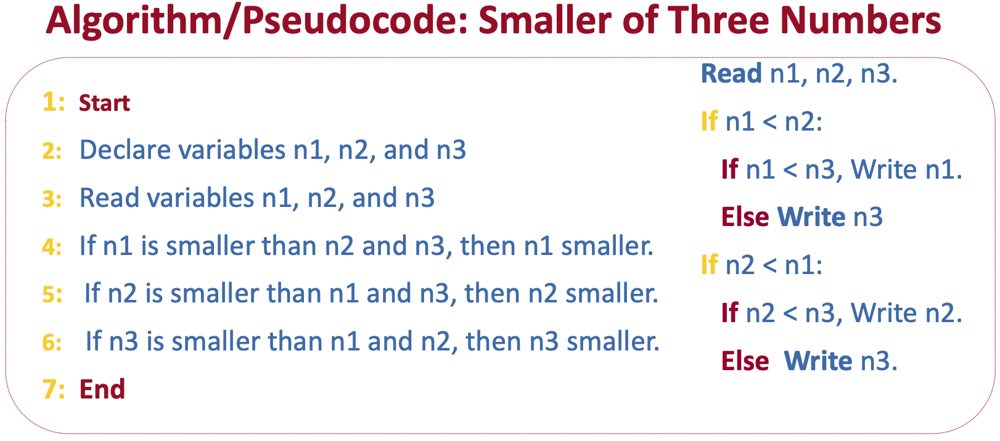 Algorithm/Pseudocode: Smaller of Three Numbers
1: Start
2: Declare variables n1, n2, and n3
3: Read variables n1, n2, and n3
4: If n1 is smaller than n2 and n3, then n1 smaller.
5: If n2 is smaller than n1 and n3, then n2 smaller.
6: If n3 is smaller than n1 and n2, then n3 smaller.
7: End
Read n1, n2, n3.
If n1 < n2:
If n1 < n3, Write n1.
Else Write n3
If n2 < n1:
If n2 < n3, Write n2.
Else Write n3.